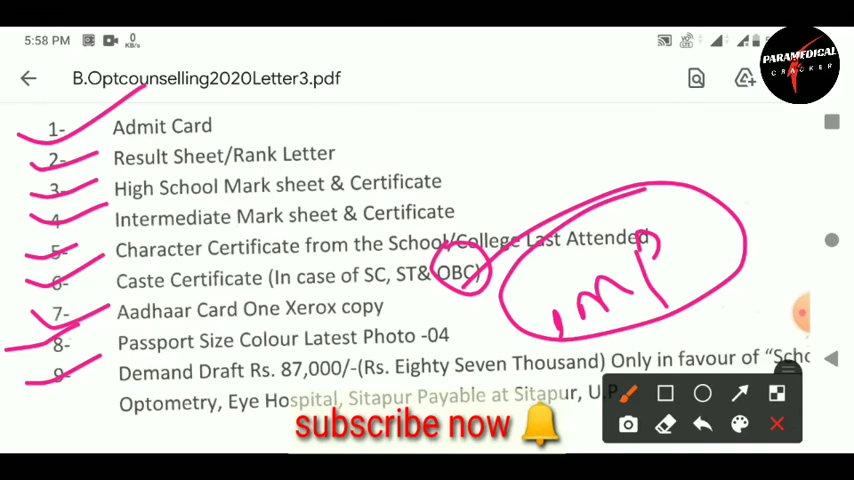 5:58 PM
0
KB/s
PARAMEDICAL
CRACKER
B.Optcounselling2020Letter3.pdf
1- Admit Card
2- Result Sheet/Rank Letter
3- High School Mark sheet & Certificate
4- Intermediate Mark sheet & Certificate
5- Character Certificate from the School/College Last Attended
6- Caste Certificate (In case of SC, ST& OBC)
imp
7- Aadhaar Card One Xerox copy
8- Passport Size Colour Latest Photo -04
9- Demand Draft Rs. 87,000/-(Rs. Eighty Seven Thousand) Only in favour of “Scho
Optometry, Eye Hospital, Sitapur Payable at Sitapur, U.P.
subscribe now